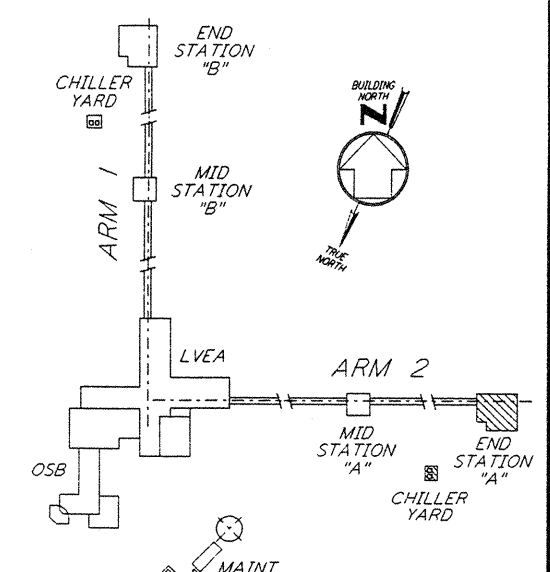 END
STATION
"B"
CHILLER
YARD
BUILDING
NORTH
N
MID
STATION
"B"
ARM 1
TRUE
NORTH
LVEA
ARM 2
MID
STATION
"A"
END
STATION
"A"
OSB
CHILLER
YARD
MAINT